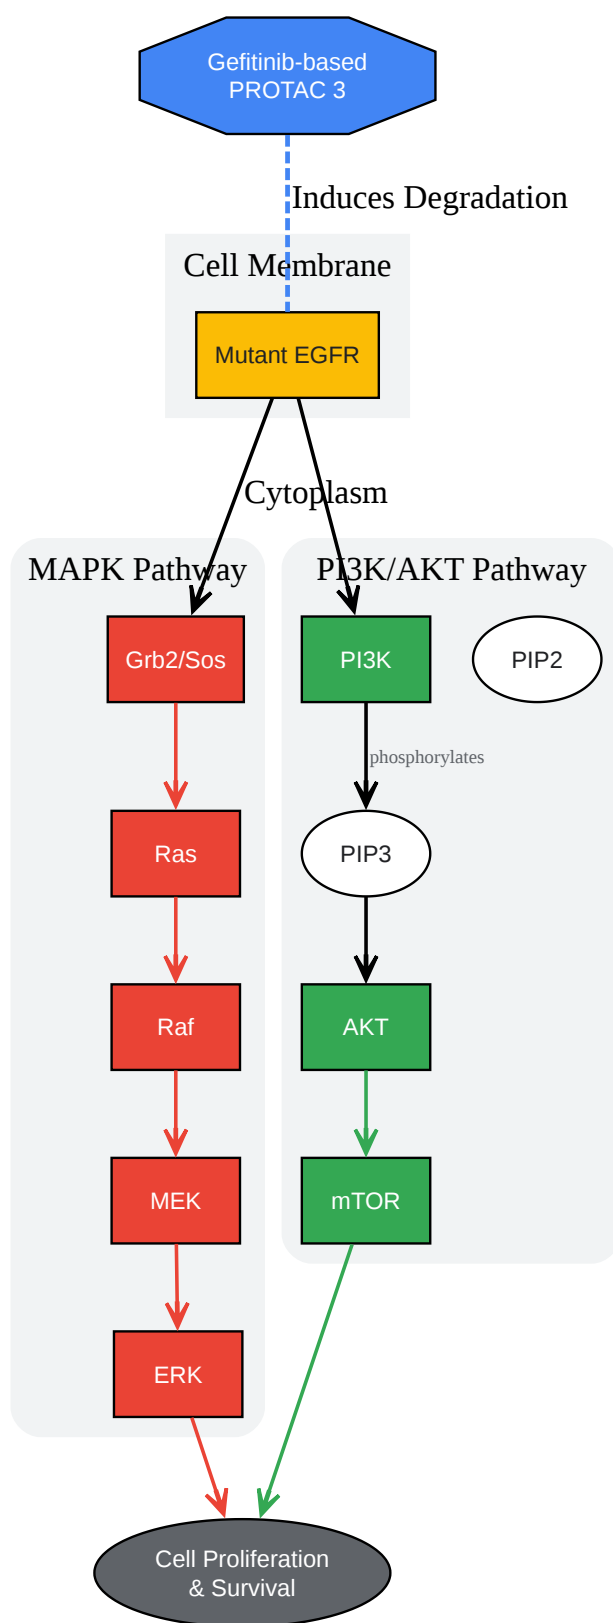 Gefitinib-based
PROTAC 3
Induces Degradation
Cell Membrane
Mutant EGFR
Cytoplasm
MAPK Pathway
PI3K/AKT Pathway
Grb2/Sos
PI3K
PIP2
phosphorylates
Ras
PIP3
Raf
AKT
MEK
mTOR
ERK
Cell Proliferation
& Survival